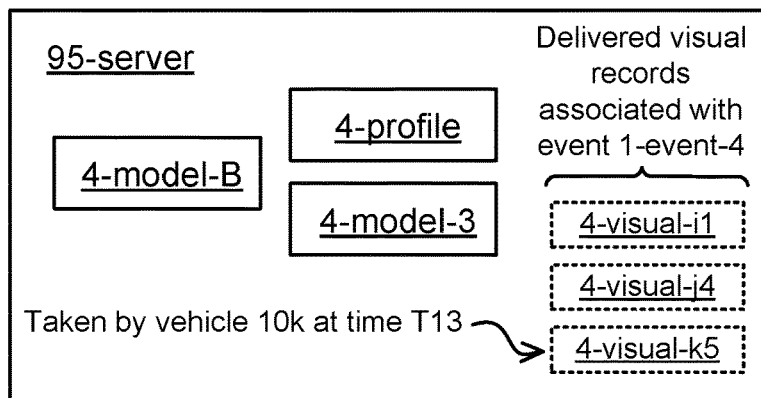 95-server
Delivered visual
records
associated with
event 1-event-4
4-profile
4-model-B
4-model-3
4-visual-i1
4-visual-j4
Taken by vehicle 10k at time T13
4-visual-k5